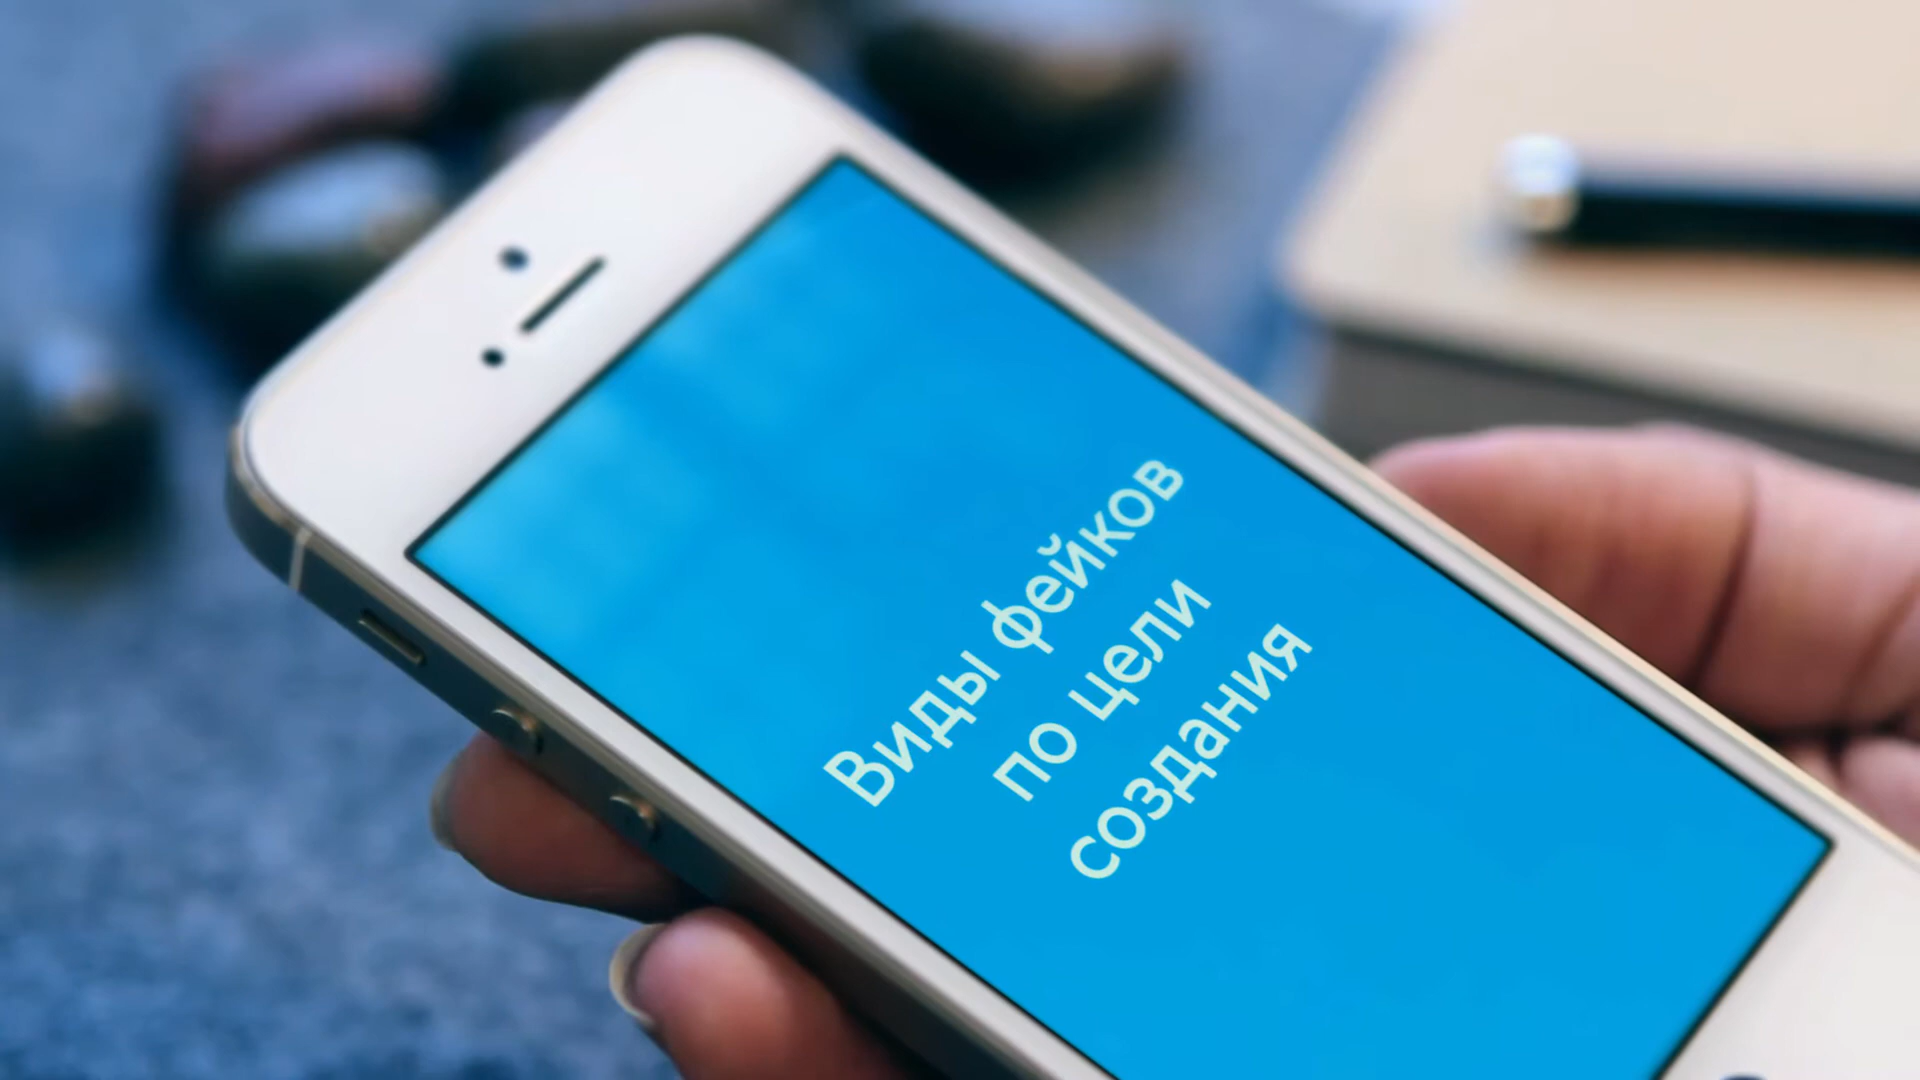 Виды фейков
по цели
создания